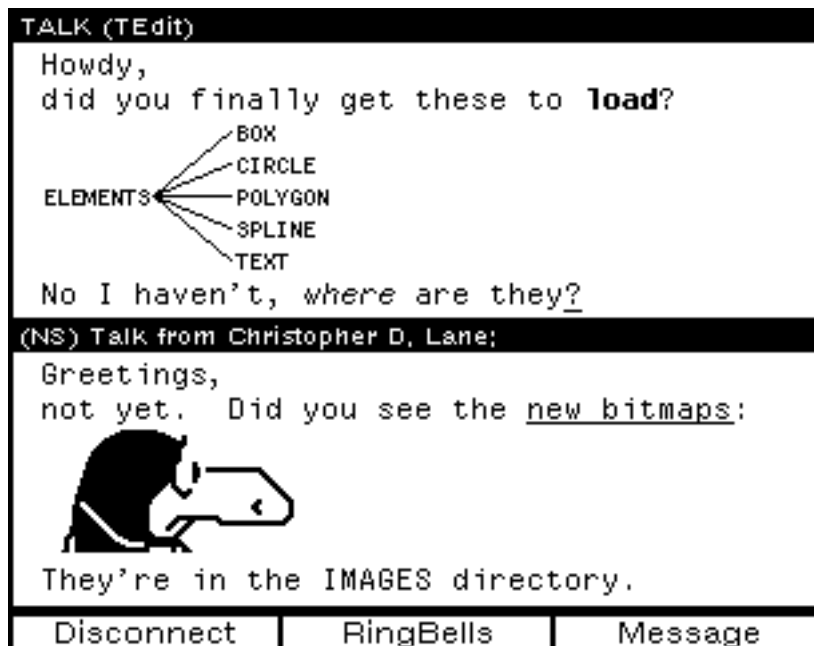 TALK (TEdit)
Howdy,
did you finally get these to load?
BOX
CIRCLE
ELEMENTS POLYGON
SPLINE
TEXT
No I haven't, where are they?
(NS) Talk from Christopher D. Lane:
Greetings,
not yet. Did you see the new bitmaps:
They're in the IMAGES directory.
Disconnect RingBells Message